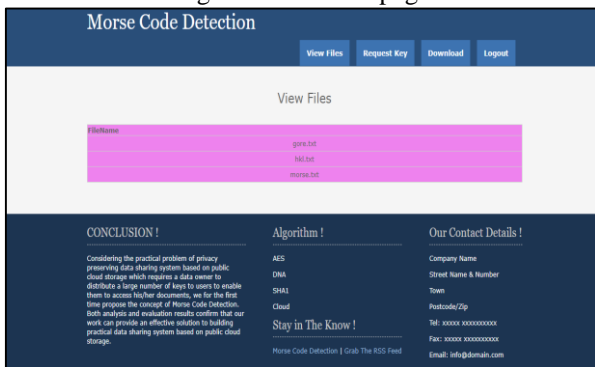 Morse Code Detection
View Files
Request Key
Download
Logout
View Files
FileName
gore.txt
hkl.txt
morse.txt
CONCLUSION !
Considering the practical problem of privacy
preserving data sharing system based on public
cloud storage which requires a data owner to
distribute a large number of keys to users to enable
them to access his/her documents, we for the first
time propose the concept of Morse Code Detection.
Both analysis and evaluation results confirm that our
work can provide an effective solution to building
practical data sharing system based on public cloud
storage.
Algorithm !
AES
DNA
SHA1
Cloud
Stay in The Know !
Morse Code Detection | Grab The RSS Feed
Our Contact Details !
Company Name
Street Name & Number
Town
Postcode/Zip
Tel: xxxxx xxxxxxxxxx
Fax: xxxxx xxxxxxxxxx
Email: info@domain.com